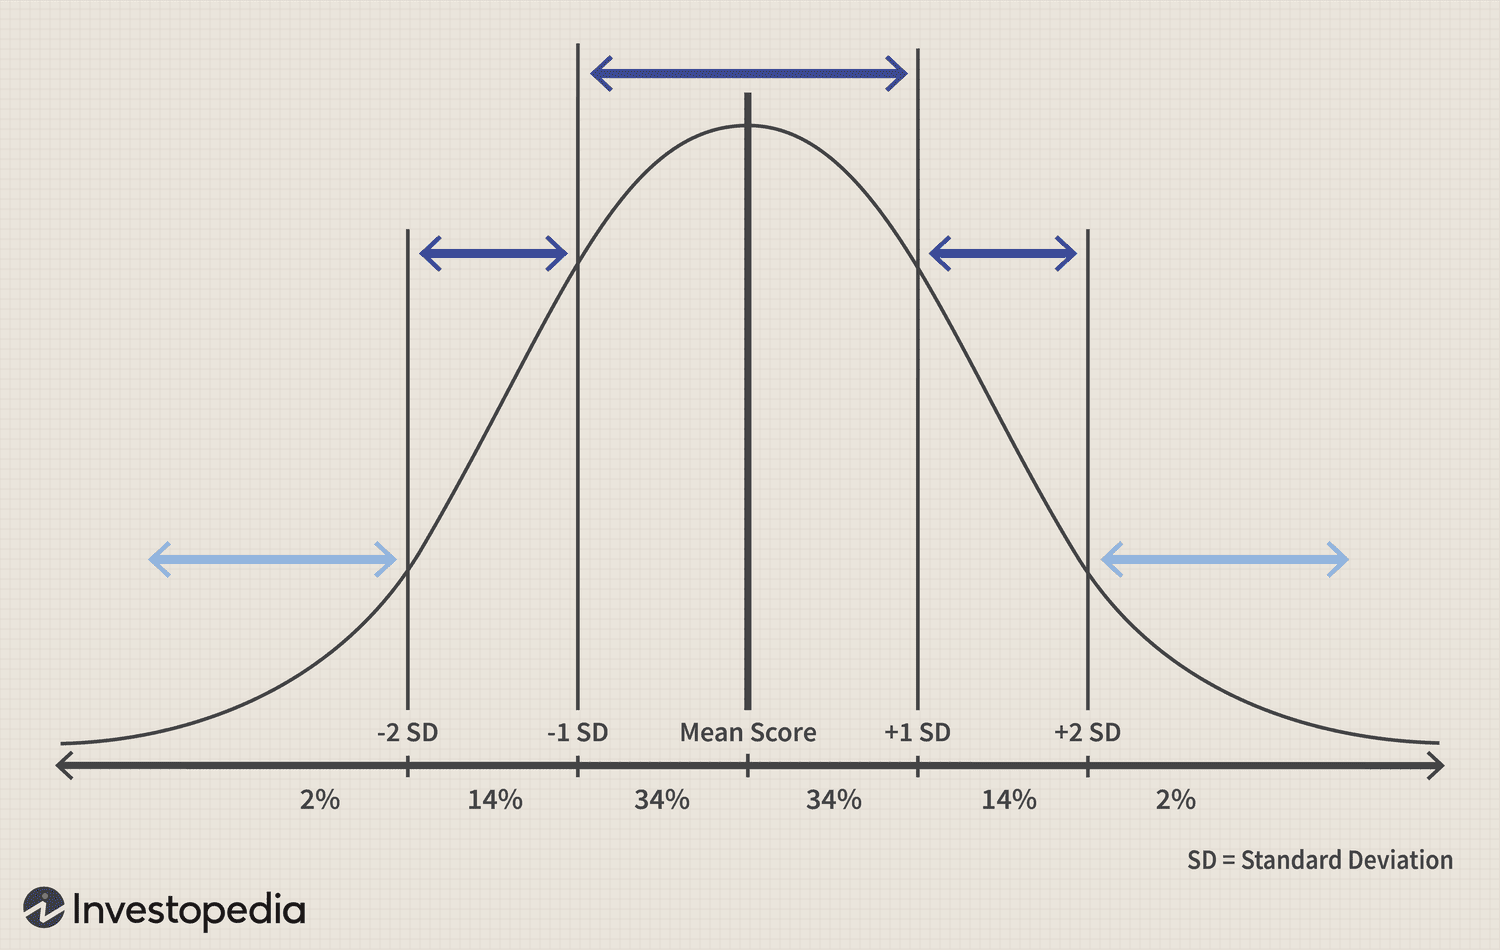 -2 SD
-1 SD
Mean Score
+1 SD
+2 SD
2%
14%
34%
34%
14%
2%
SD = Standard Deviation
Investopedia